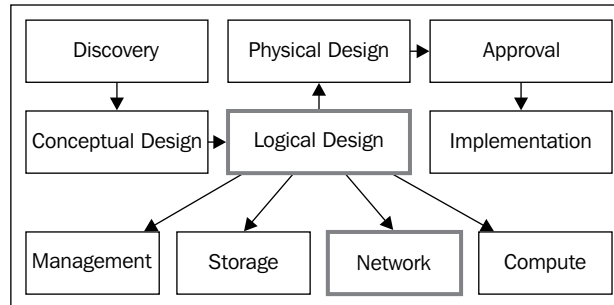 Discovery
Physical Design
Approval
Conceptual Design
Logical Design
Implementation
Management
Storage
Network
Compute